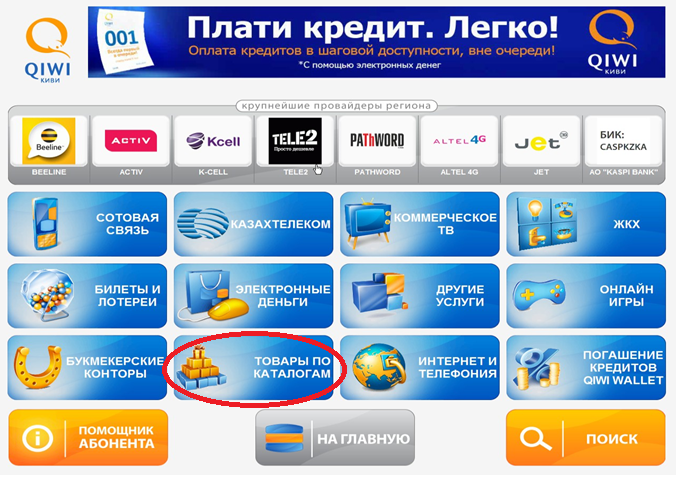 QIWI
КИВИ
001
Плати кредит. Легко!
Оплата кредитов в шаговой доступности, вне очереди!
*С помощью электронных денег
QIWI
КИВИ
крупнейшие провайдеры региона
Beeline™
ACTIV
Kcell
TELE2
Просто дешевле
PAThWORD
ALTEL 4G
JET
БИК:
CASPKZKA
BEELINE
ACTIV
K-CELL
TELE2
PATHWORD
ALTEL 4G
JET
АО "KASPI BANK"
СОТОВАЯ
СВЯЗЬ
КАЗАХТЕЛЕКОМ
КОММЕРЧЕСКОЕ
ТВ
ЖКХ
БИЛЕТЫ И
ЛОТЕРЕИ
ЭЛЕКТРОННЫЕ
ДЕНЬГИ
ДРУГИЕ
УСЛУГИ
ОНЛАЙН
ИГРЫ
БУКМЕКЕРСКИЕ
КОНТОРЫ
ТОВАРЫ ПО
КАТАЛОГАМ
ИНТЕРНЕТ И
ТЕЛЕФОНИЯ
ПОГАШЕНИЕ
КРЕДИТОВ
QIWI WALLET
ПОМОЩНИК
АБОНЕНТА
НА ГЛАВНУЮ
ПОИСК